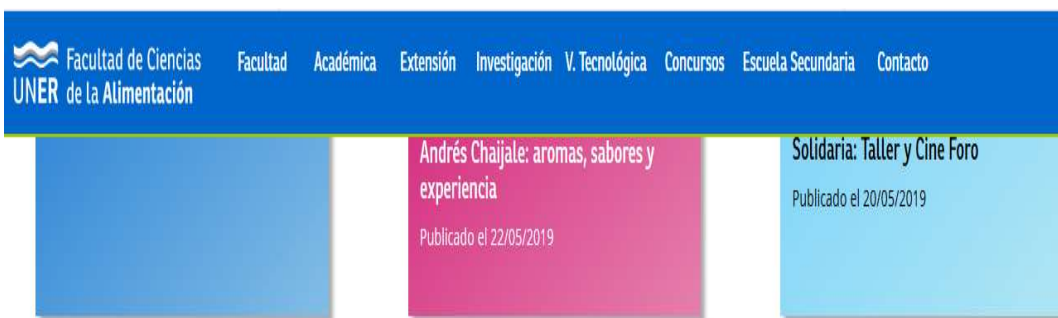 Facultad de Ciencias
UNER de la Alimentación
Facultad Académica Extensión Investigación V. Tecnológica Concursos Escuela Secundaria Contacto
Andrés Chaijale: aromas, sabores y
experiencia
Publicado el 22/05/2019
Solidaria: Taller y Cine Foro
Publicado el 20/05/2019